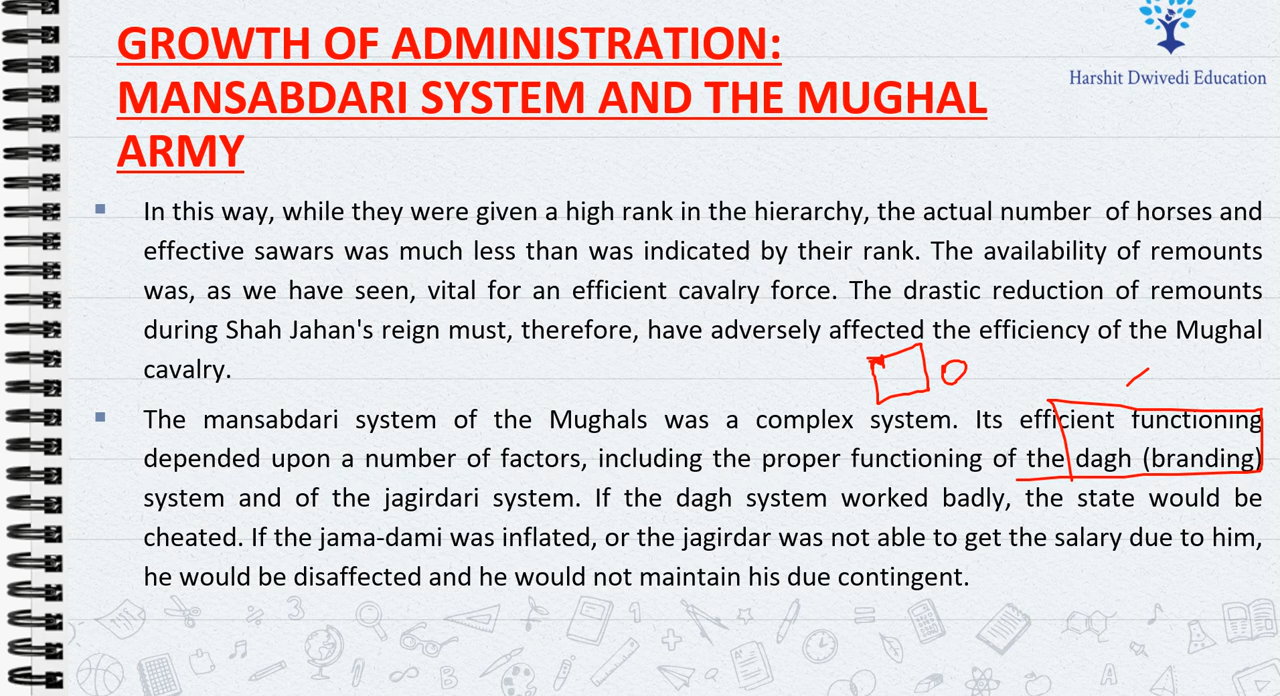 GROWTH OF ADMINISTRATION:
MANSABDARI SYSTEM AND THE MUGHAL
ARMY
Harshit Dwivedi Education
▪ In this way, while they were given a high rank in the hierarchy, the actual number of horses and
effective sawars was much less than was indicated by their rank. The availability of remounts
was, as we have seen, vital for an efficient cavalry force. The drastic reduction of remounts
during Shah Jahan's reign must, therefore, have adversely affected the efficiency of the Mughal
cavalry.
▪ The mansabdari system of the Mughals was a complex system. Its efficient functioning
depended upon a number of factors, including the proper functioning of the dagh (branding)
system and of the jagirdari system. If the dagh system worked badly, the state would be
cheated. If the jama-dami was inflated, or the jagirdar was not able to get the salary due to him,
he would be disaffected and he would not maintain his due contingent.